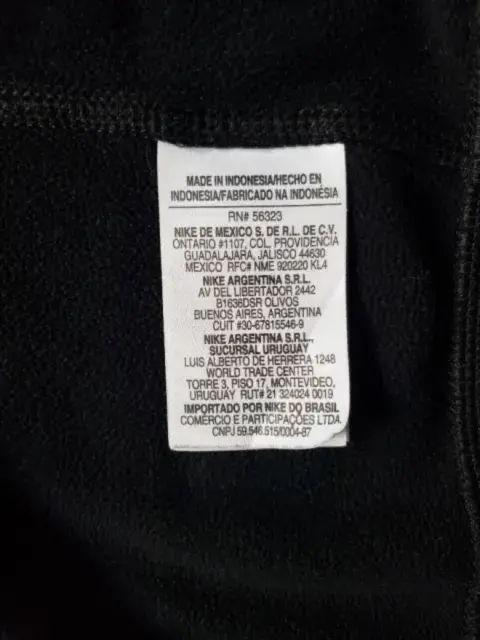 MADE IN INDONESIA/HECHO EN
INDONESIA/FABRICADO NA INDONÉSIA
RN# 56323
NIKE DE MEXICO S. DE R.L. DE C.V.
ONTARIO #1107, COL. PROVIDENCIA
GUADALAJARA, JALISCO 44630
MEXICO RFC# NME 920220 KL4
NIKE ARGENTINA S.R.L.
AV DEL LIBERTADOR 2442
B1636DSR OLIVOS
BUENOS AIRES, ARGENTINA
CUIT #30-67815546-9
NIKE ARGENTINA S.R.L.,
SUCURSAL URUGUAY
LUIS ALBERTO DE HERRERA 1248
WORLD TRADE CENTER
TORRE 3, PISO 17, MONTEVIDEO,
URUGUAY RUT# 21 324024 0019
IMPORTADO POR NIKE DO BRASIL
COMÉRCIO E PARTICIPAÇÕES LTDA.
CNPJ 59.546.515/0004-87